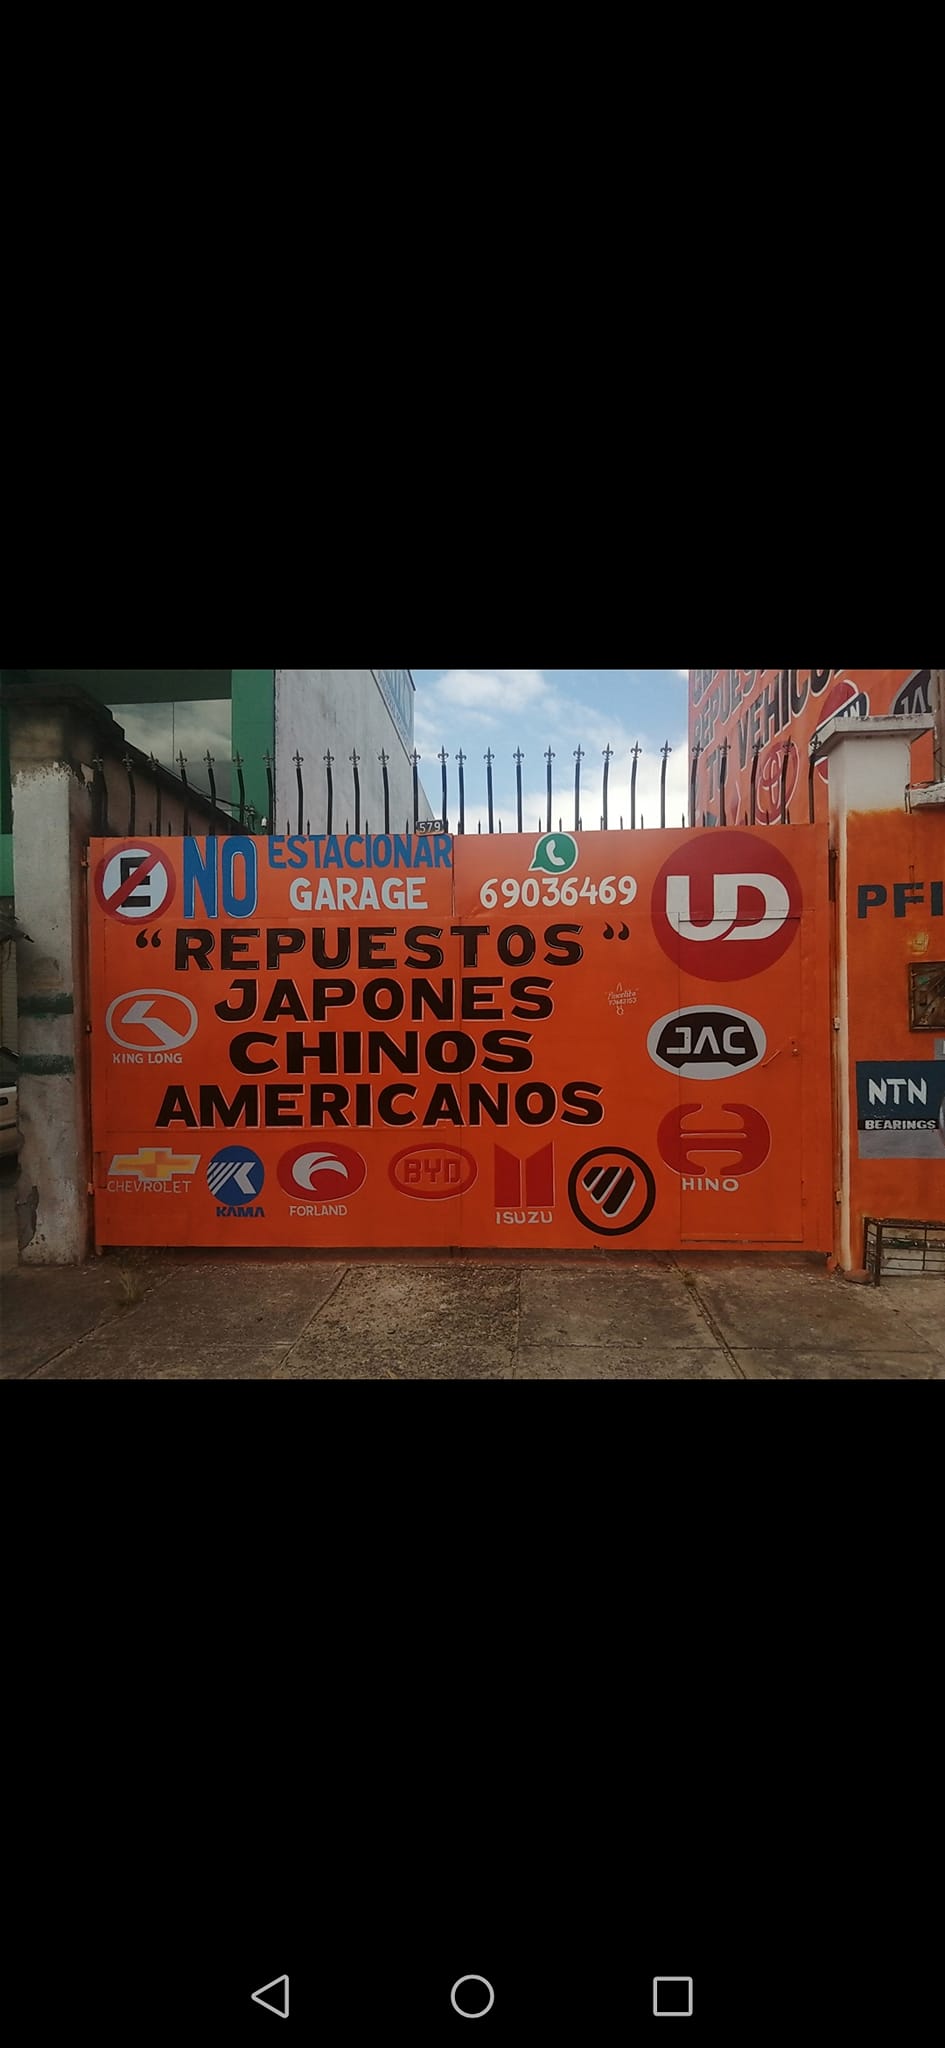 579
E
NO ESTACIONAR
GARAGE
69036469
UD
"REPUESTOS"
JAPONES
CHINOS
AMERICANOS
KING LONG
JAC
CHEVROLET
KAMA
FORLAND
BYD
ISUZU
HINO
VEHICU
PFI
NTN
BEARINGS